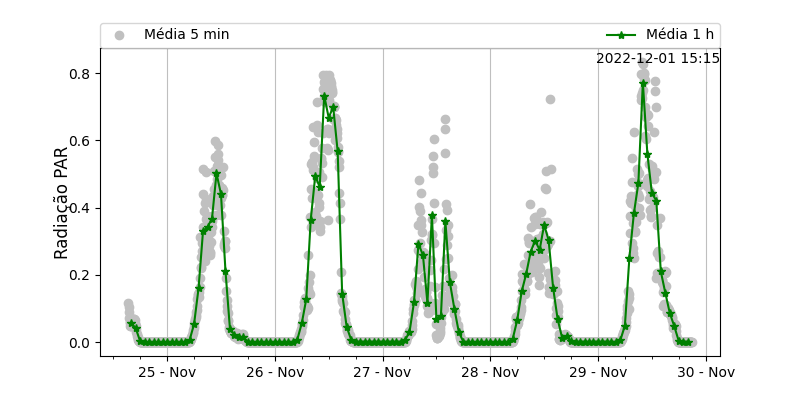 Média 5 min
Média 1 h
2022-12-01 15:15
Radiação PAR
0.8
0.6
0.4
0.2
0.0
25 - Nov
26 - Nov
27 - Nov
28 - Nov
29 - Nov
30 - Nov